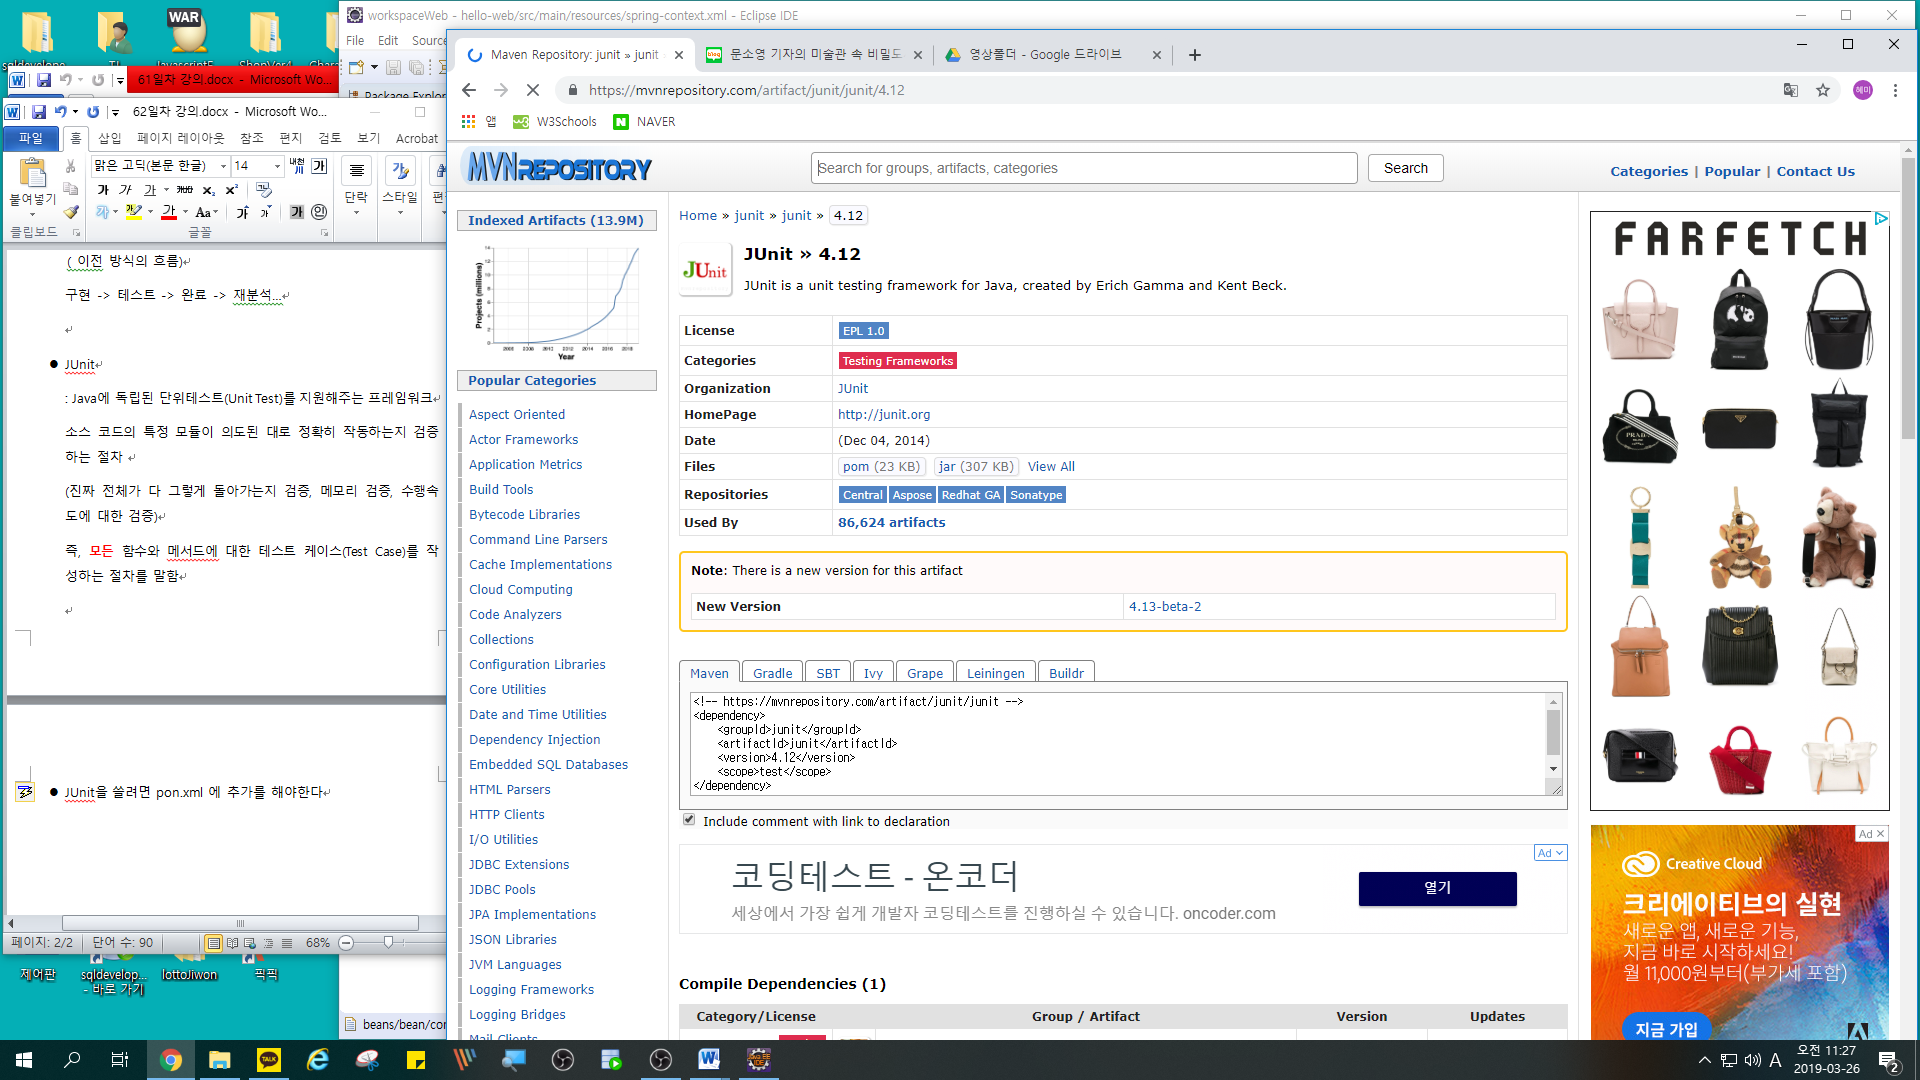 WAR
sqldevelope...
workspaceWeb - hello-web/src/main/resources/spring-context.xml - Eclipse IDE
File Edit Source
Package Explor
61일차 강의.docx - Microsoft Wo...
62일차 강의.docx - Microsoft Wo...
파일 홈 삽입 페이지 레이아웃 참조 편지 검토 보기 Acrobat
맑은 고딕(본문 한글) 14
붙여넣기
단락 스타일 편
클립보드 글꼴
( 이전 방식의 흐름)
구현 -> 테스트 -> 완료 -> 재분석...
● JUnit
: Java에 독립된 단위테스트(Unit Test)를 지원해주는 프레임워크
소스 코드의 특정 모듈이 의도된 대로 정확히 작동하는지 검증
하는 절차
(진짜 전체가 다 그렇게 돌아가는지 검증, 메모리 검증, 수행속
도에 대한 검증)
즉, 모든 함수와 메서드에 대한 테스트 케이스(Test Case)를 작
성하는 절차를 말함
● JUnit을 쓸려면 pon.xml 에 추가를 해야한다
페이지: 2/2 단어 수: 90 68%
제어판
sqldevelop...
- 바로 가기
lottoJiwon
픽픽
beans/bean/cor
Maven Repository: junit » junit
문소영 기자의 미술관 속 비밀도
영상폴더 - Google 드라이브
https://mvnrepository.com/artifact/junit/junit/4.12
혜미
앱 W3Schools NAVER
MVNREPOSITORY
Search for groups, artifacts, categories
Search
Categories | Popular | Contact Us
Indexed Artifacts (13.9M)
Projects (millions)
Year
Popular Categories
Aspect Oriented
Actor Frameworks
Application Metrics
Build Tools
Bytecode Libraries
Command Line Parsers
Cache Implementations
Cloud Computing
Code Analyzers
Collections
Configuration Libraries
Core Utilities
Date and Time Utilities
Dependency Injection
Embedded SQL Databases
HTML Parsers
HTTP Clients
I/O Utilities
JDBC Extensions
JDBC Pools
JPA Implementations
JSON Libraries
JVM Languages
Logging Frameworks
Logging Bridges
Mail Clients
Home » junit » junit » 4.12
JUnit
JUnit » 4.12
JUnit is a unit testing framework for Java, created by Erich Gamma and Kent Beck.
License EPL 1.0
Categories Testing Frameworks
Organization JUnit
HomePage http://junit.org
Date (Dec 04, 2014)
Files pom (23 KB) jar (307 KB) View All
Repositories Central Aspose Redhat GA Sonatype
Used By 86,624 artifacts
Note: There is a new version for this artifact
New Version 4.13-beta-2
Maven Gradle SBT Ivy Grape Leiningen Buildr
<!-- https://mvnrepository.com/artifact/junit/junit -->
<dependency>
<groupId>junit</groupId>
<artifactId>junit</artifactId>
<version>4.12</version>
<scope>test</scope>
</dependency>
Include comment with link to declaration
Ad
코딩테스트 - 온코더
세상에서 가장 쉽게 개발자 코딩테스트를 진행하실 수 있습니다. oncoder.com
열기
Compile Dependencies (1)
Category/License Group / Artifact Version Updates
FARFETCH
PRADA
Ad
Creative Cloud
크리에이티브의 실현
새로운 앱, 새로운 기능,
지금 바로 시작하세요!
월 11,000원부터(부가세 포함)
지금 가입
TALK
Java EE
IDE
A
오전 11:27
2019-03-26
2